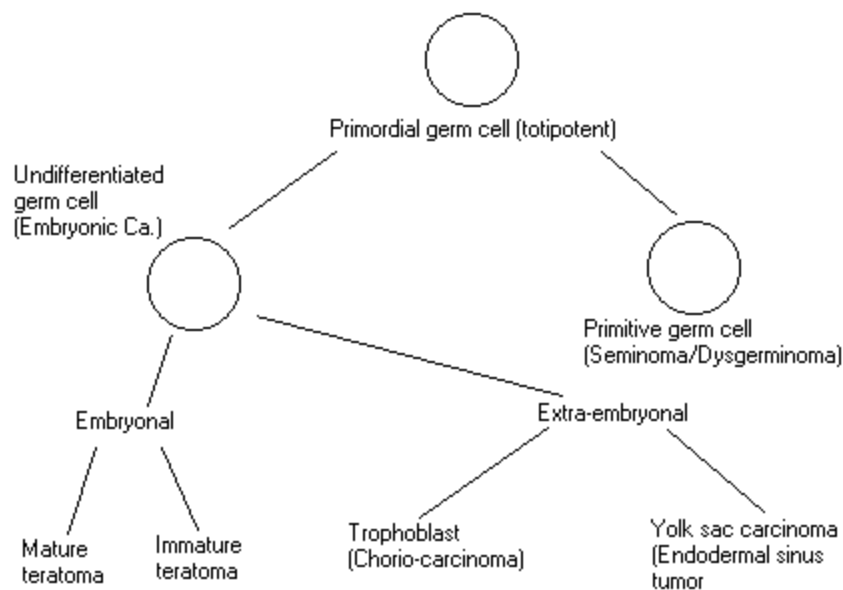 Primordial germ cell (totipotent)
Undifferentiated
germ cell
(Embryonic Ca.)
Primitive germ cell
(Seminoma/Dysgerminoma)
Embryonal
Extra-embryonal
Mature
teratoma
Immature
teratoma
Trophoblast
(Chorio-carcinoma)
Yolk sac carcinoma
(Endodermal sinus
tumor